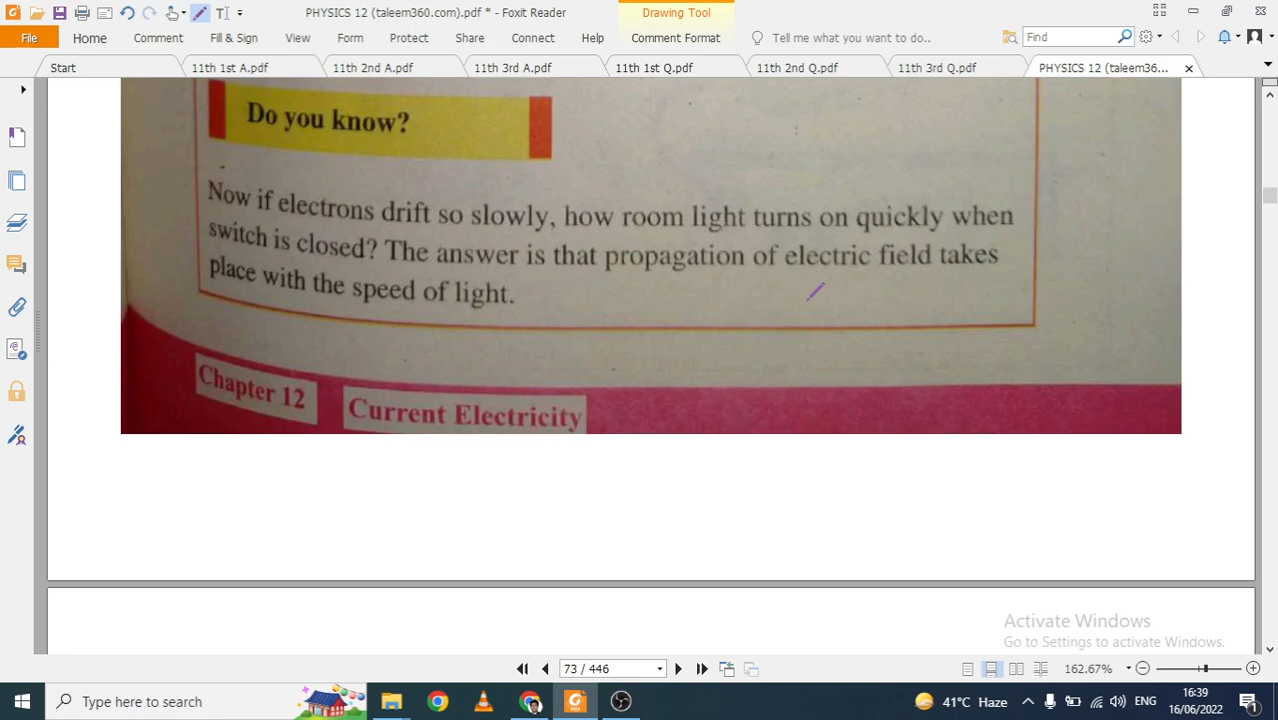 PHYSICS 12 (taleem360.com).pdf * - Foxit Reader
Drawing Tool
File Home Comment Fill & Sign View Form Protect Share Connect Help Comment Format Tell me what you want to do.. Find
Start 11th 1st A.pdf 11th 2nd A.pdf 11th 3rd A.pdf 11th 1st Q.pdf 11th 2nd Q.pdf 11th 3rd Q.pdf PHYSICS 12 (taleem36...
Do you know?
Now if electrons drift so slowly, how room light turns on quickly when
switch is closed? The answer is that propagation of electric field takes
place with the speed of light.
Chapter 12 Current Electricity
Activate Windows
Go to Settings to activate Windows.
73 / 446 162.67%
Type here to search 41°C Haze ENG 16:39
16/06/2022 1